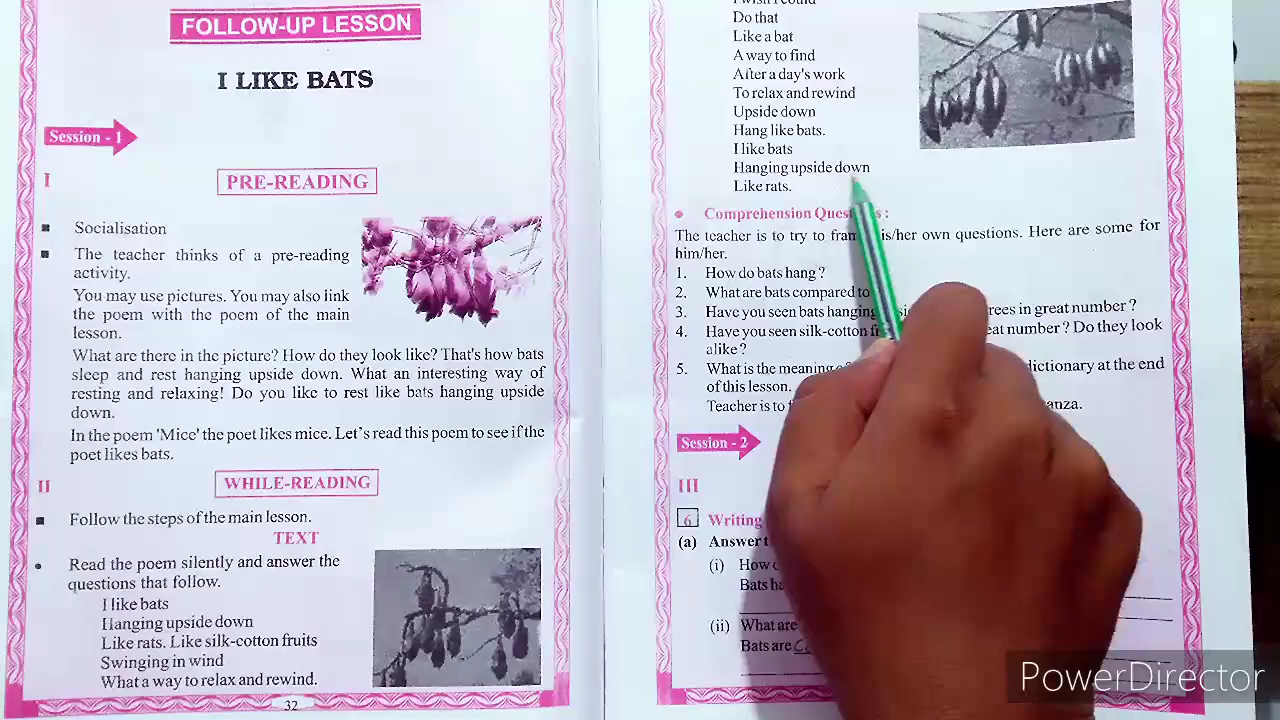 FOLLOW-UP LESSON
I LIKE BATS
Session - 1
I
PRE-READING
Socialisation
The teacher thinks of a pre-reading
activity.
You may use pictures. You may also link
the poem with the poem of the main
lesson.
What are there in the picture? How do they look like? That's how bats
sleep and rest hanging upside down. What an interesting way of
resting and relaxing! Do you like to rest like bats hanging upside
down.
In the poem 'Mice' the poet likes mice. Let's read this poem to see if the
poet likes bats.
II
WHILE-READING
Follow the steps of the main lesson.
TEXT
Read the poem silently and answer the
questions that follow.
I like bats
Hanging upside down
Like rats. Like silk-cotton fruits
Swinging in wind
What a way to relax and rewind.
32
I wish I could
Do that
Like a bat
A way to find
After a day's work
To relax and rewind
Upside down
Hang like bats.
I like bats
Hanging upside down
Like rats.
Comprehension :
The teacher is to try to his/her own questions. Here are some for
him/her.
1. How do bats hang ?
2. What are bats compared to
3. Have you seen bats hanging in great number ?
4. Have you seen silk-cotton number ? Do they look
alike ?
5. What is the meaning dictionary at the end
of this lesson.
Teacher is to
Session - 2
III
6 Writing
(a) Answer
(i) How
Bats
(ii) What are
Bats are
PowerDirector